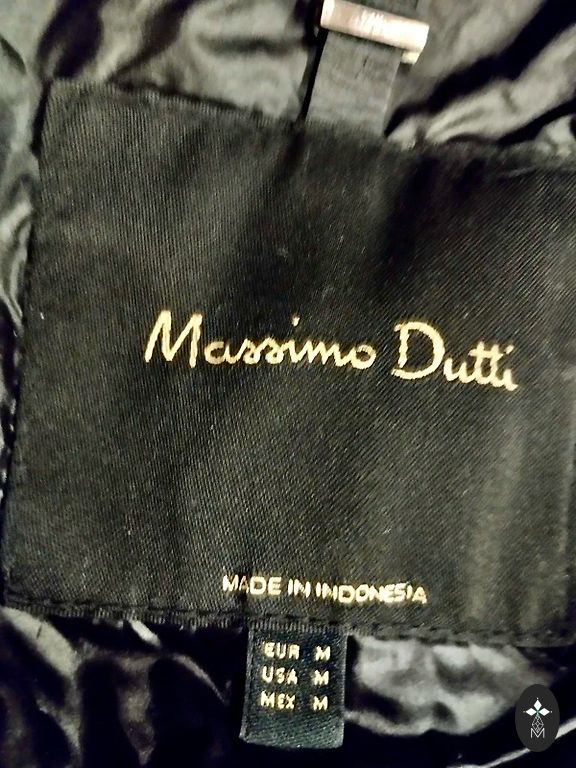 Massimo Dutti
MADE IN INDONESIA
EUR M
USA M
MEX M
M